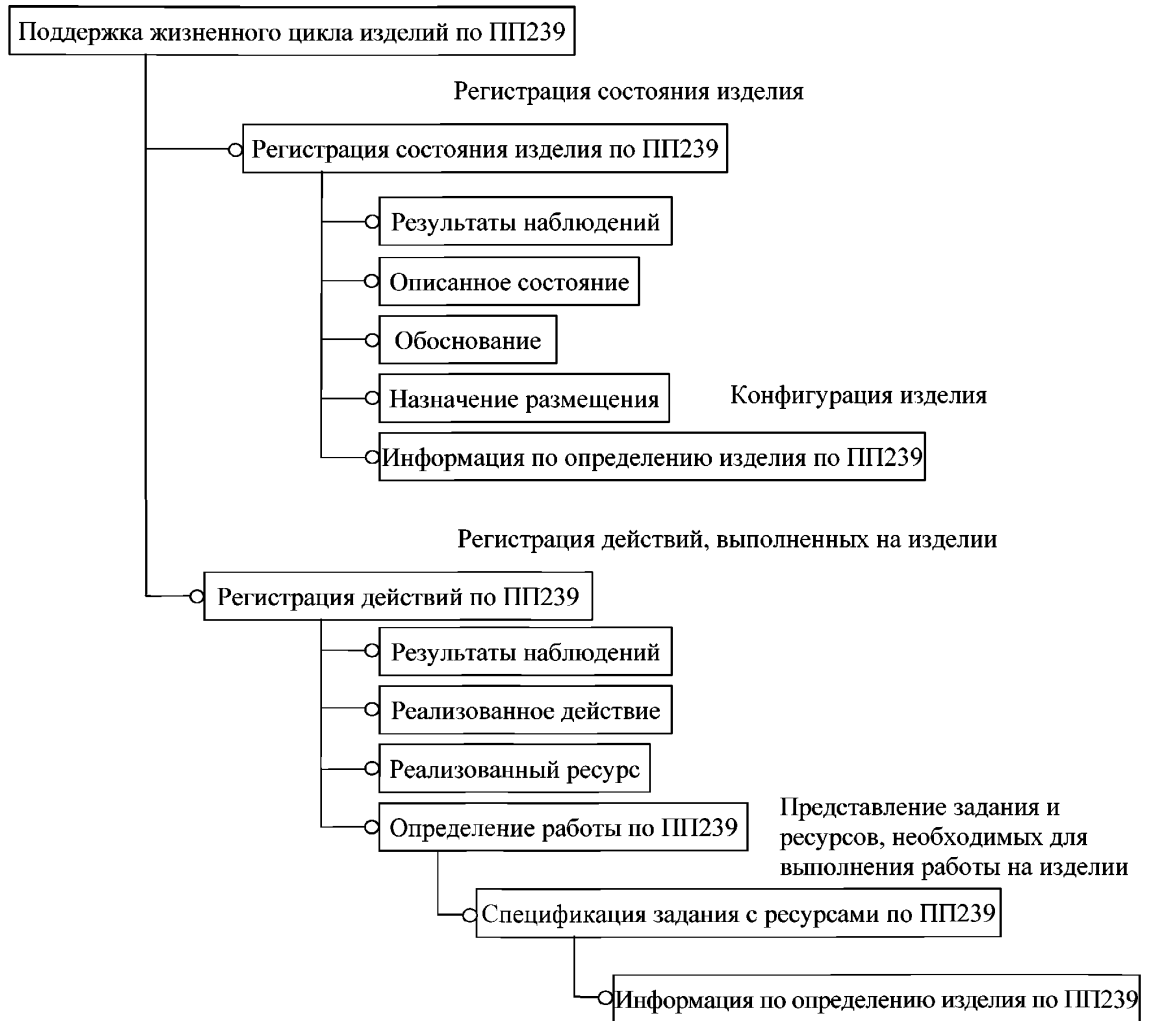 Поддержка жизненного цикла изделий по ПП239
Регистрация состояния изделия
Регистрация состояния изделия по ПП239
Результаты наблюдений
Описанное состояние
Обоснование
Назначение размещения
Конфигурация изделия
Информация по определению изделия по ПП239
Регистрация действий, выполненных на изделии
Регистрация действий по ПП239
Результаты наблюдений
Реализованное действие
Реализованный ресурс
Определение работы по ПП239
Представление задания и
ресурсов, необходимых для
выполнения работы на изделии
Спецификация задания с ресурсами по ПП239
Информация по определению изделия по ПП239